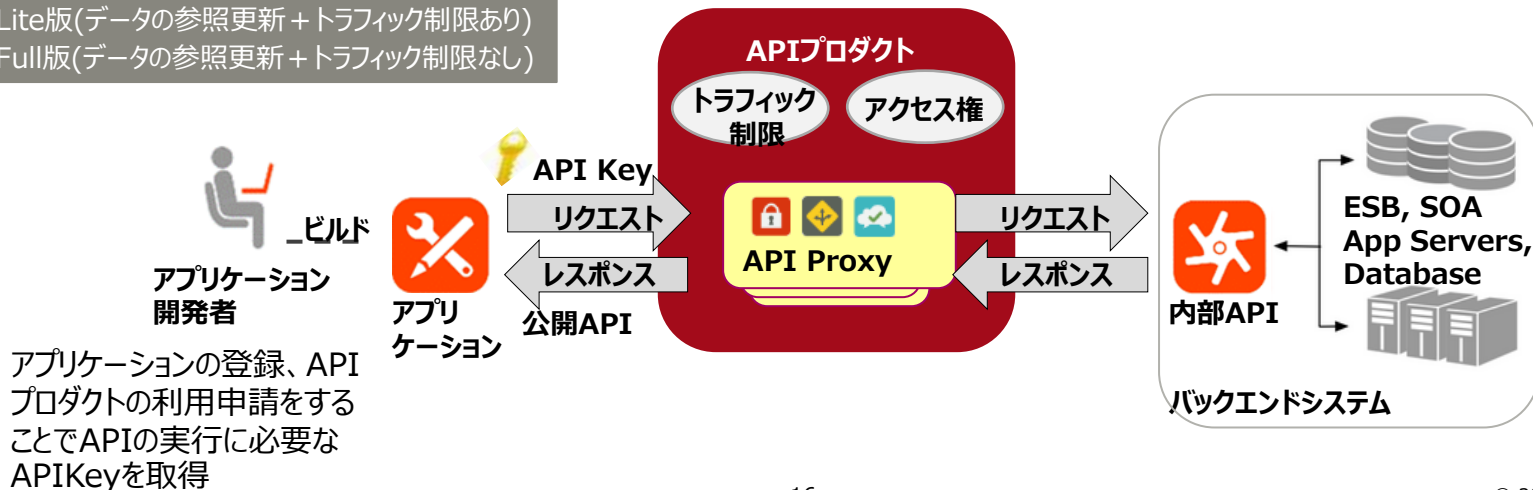 Lite版(データの参照更新＋トラフィック制限あり)
Full版(データの参照更新＋トラフィック制限なし)
APIプロダクト
トラフィック
制限
アクセス権
API Key
リクエスト
レスポンス
公開API
API Proxy
リクエスト
レスポンス
_ビルド
アプリケーション
開発者
アプリ
ケーション
内部API
ESB, SOA
App Servers,
Database
バックエンドシステム
アプリケーションの登録、API
プロダクトの利用申請をする
ことでAPIの実行に必要な
APIKeyを取得